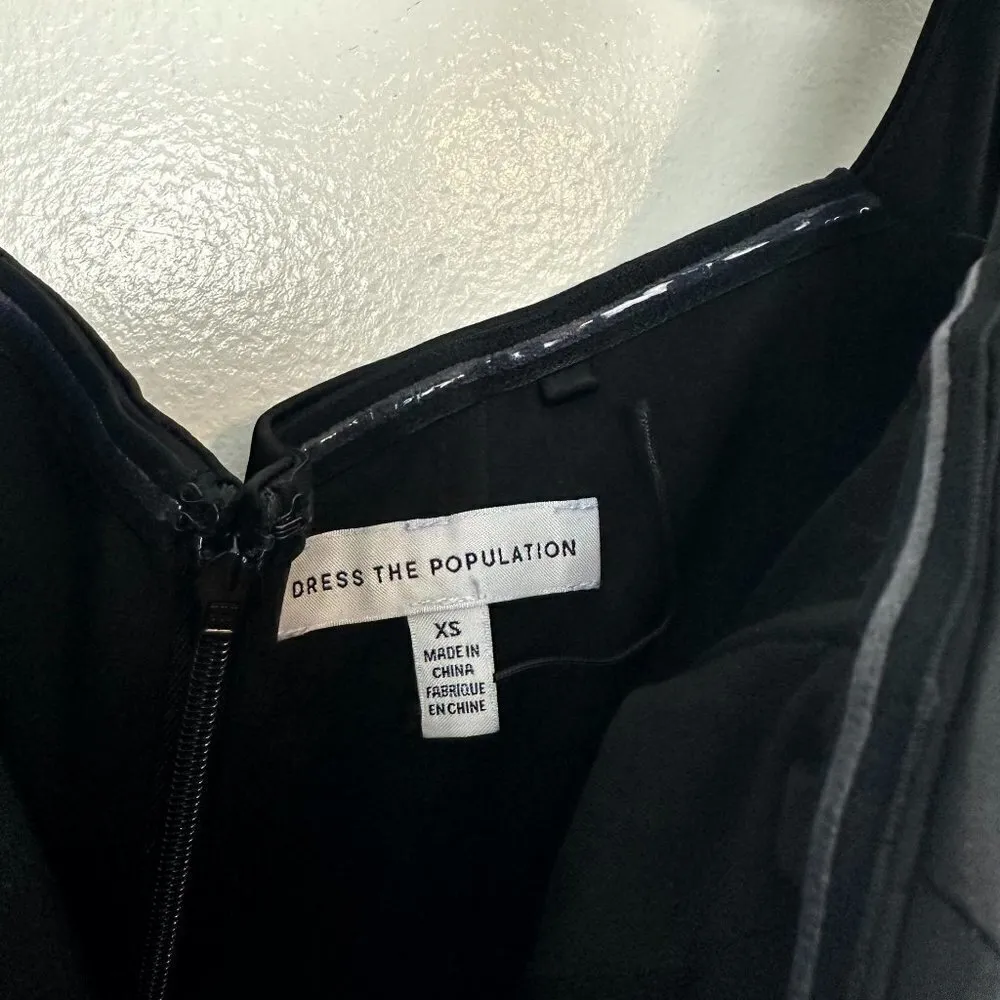 DRESS THE POPULATION
XS
MADE IN
CHINA
FABRIQUE
EN CHINE